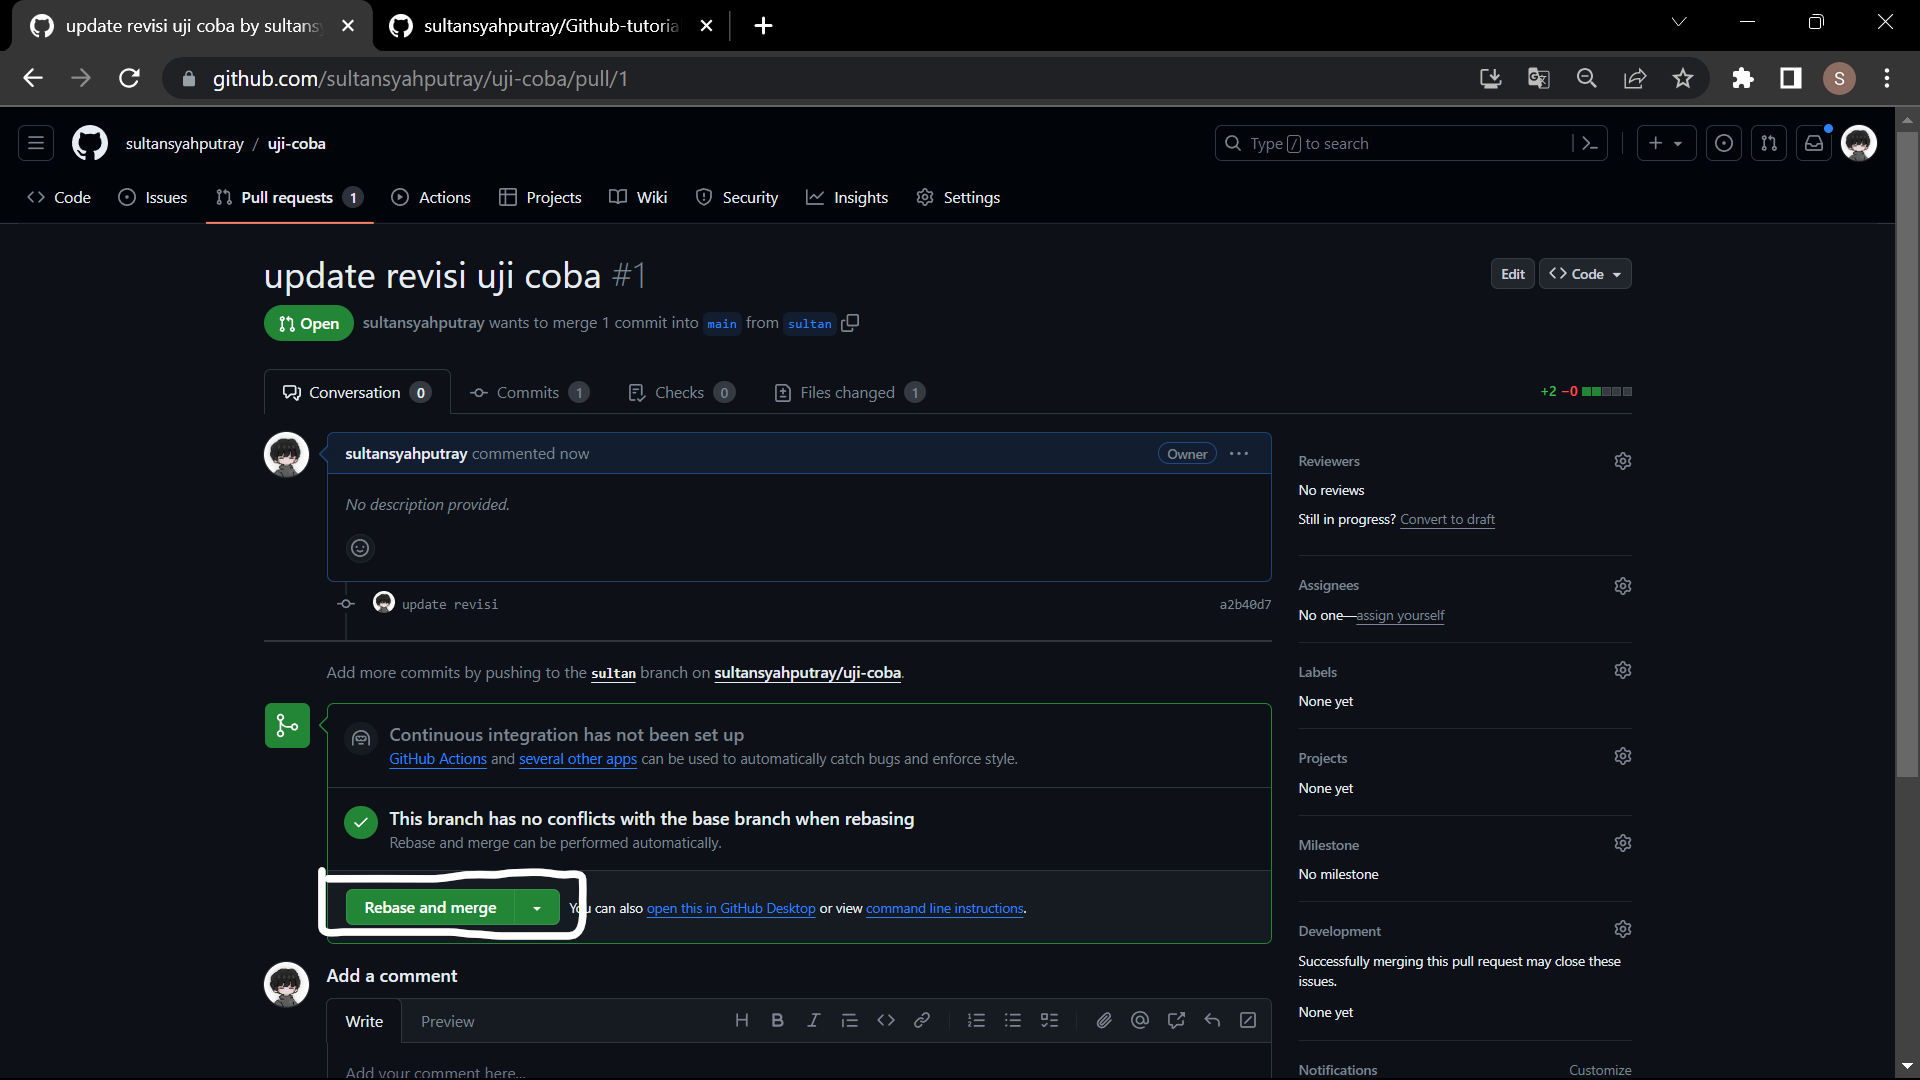 update revisi uji coba by sultans
sultansyahputray/Github-tutoria
github.com/sultansyahputray/uji-coba/pull/1
S
sultansyahputray / uji-coba
Type / to search
Code
Issues
Pull requests 1
Actions
Projects
Wiki
Security
Insights
Settings
update revisi uji coba #1
Edit
Code
Open
sultansyahputray wants to merge 1 commit into main from sultan
Conversation 0
Commits 1
Checks 0
Files changed 1
+2 −0
sultansyahputray commented now
Owner
No description provided.
update revisi
a2b40d7
Add more commits by pushing to the sultan branch on sultansyahputray/uji-coba.
Continuous integration has not been set up
GitHub Actions and several other apps can be used to automatically catch bugs and enforce style.
This branch has no conflicts with the base branch when rebasing
Rebase and merge can be performed automatically.
Rebase and merge
You can also open this in GitHub Desktop or view command line instructions.
Add a comment
Write
Preview
Add your comment here...
Reviewers
No reviews
Still in progress? Convert to draft
Assignees
No one—assign yourself
Labels
None yet
Projects
None yet
Milestone
No milestone
Development
Successfully merging this pull request may close these
issues.
None yet
Notifications
Customize